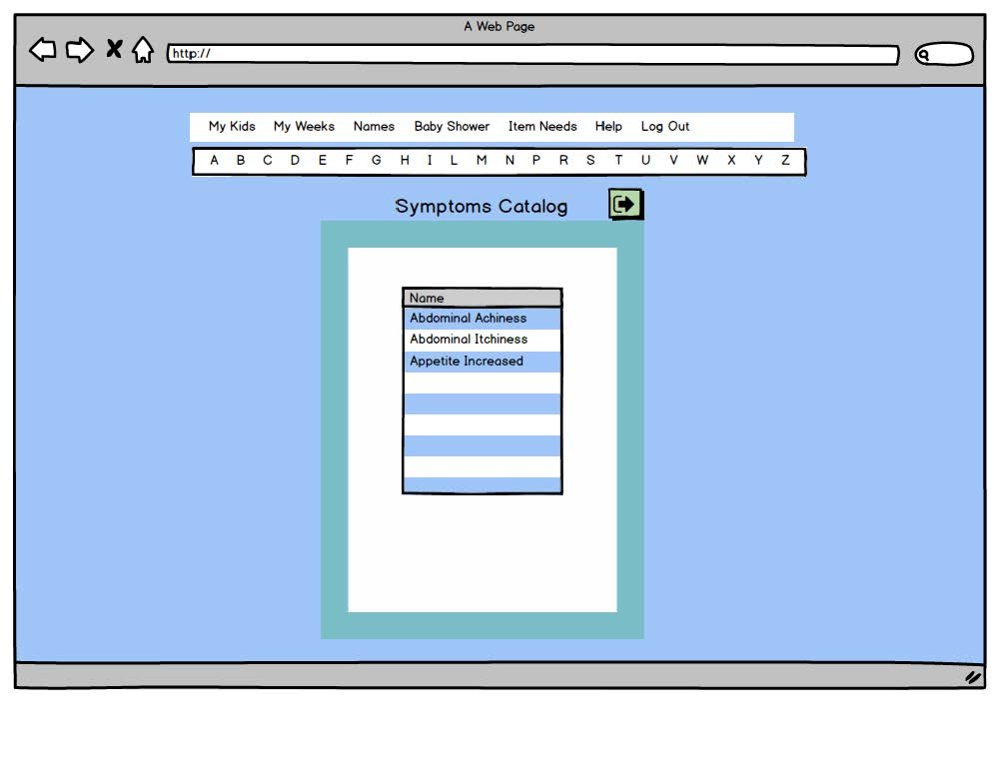 A Web Page
http://
My Kids My Weeks Names Baby Shower Item Needs Help Log Out
A B C D E F G H I L M N P R S T U V W X Y Z
Symptoms Catalog
Name
Abdominal Achiness
Abdominal Itchiness
Appetite Increased